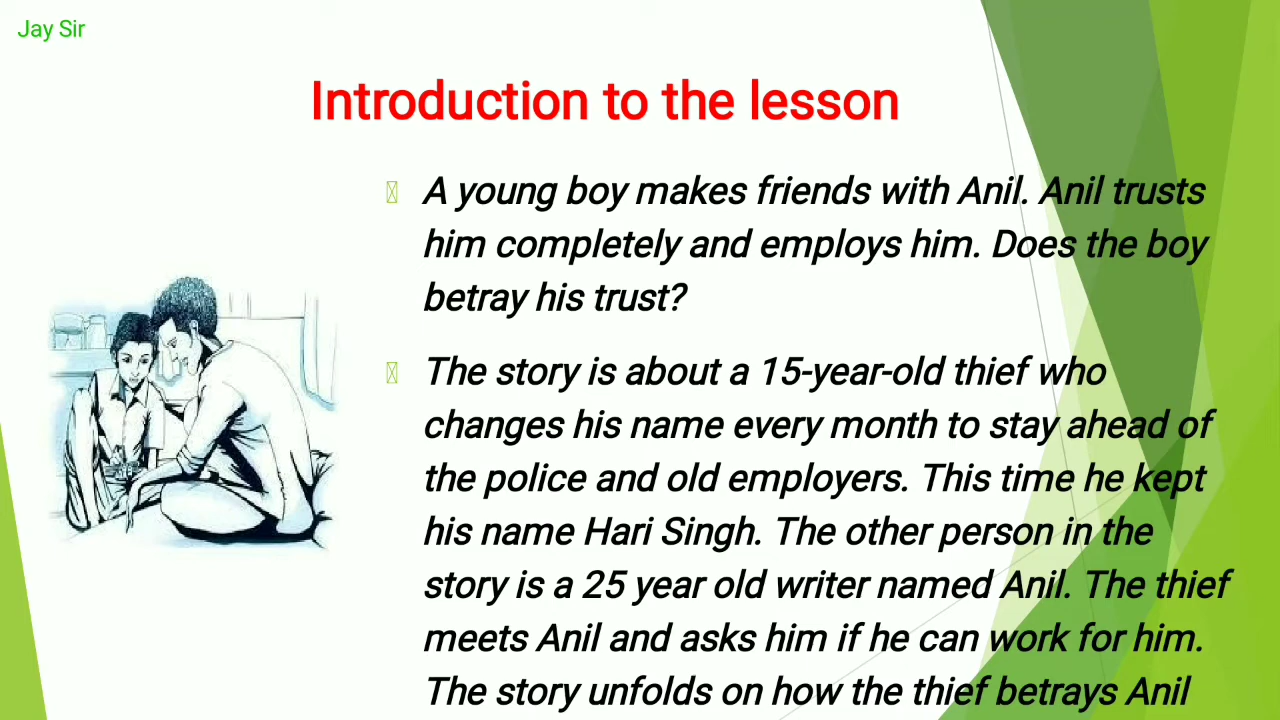 Jay Sir
Introduction to the lesson
A young boy makes friends with Anil. Anil trusts
him completely and employs him. Does the boy
betray his trust?
The story is about a 15-year-old thief who
changes his name every month to stay ahead of
the police and old employers. This time he kept
his name Hari Singh. The other person in the
story is a 25 year old writer named Anil. The thief
meets Anil and asks him if he can work for him.
The story unfolds on how the thief betrays Anil